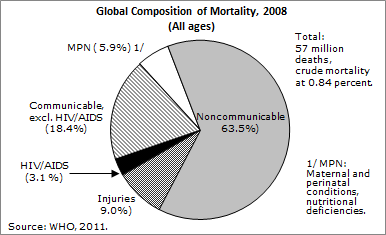 Global Composition of Mortality, 2008
(All ages)
MPN ( 5.9%) 1/
Total:
57 million
deaths,
crude mortality
at 0.84 percent.
Communicable,
excl. HIV/AIDS
(18.4%)
Noncommunicable
63.5%)
HIV/AIDS
(3.1 %)
Injuries
9.0%)
1/ MPN:
Maternal and
perinatal
conditions,
nutritional
deficiencies.
Source: WHO, 2011.